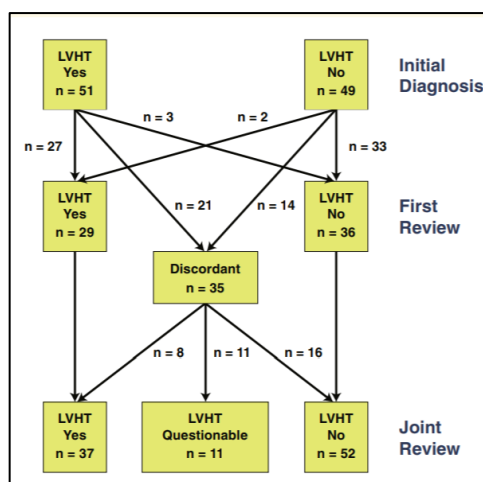 LVHT
Yes
n = 51
LVHT
No
n = 49
Initial
Diagnosis
n = 3
n = 2
n = 27
n = 33
LVHT
Yes
n = 29
LVHT
No
n = 36
First
Review
n = 21
n = 14
Discordant
n = 35
n = 8
n = 11
n = 16
LVHT
Yes
n = 37
LVHT
Questionable
n = 11
LVHT
No
n = 52
Joint
Review